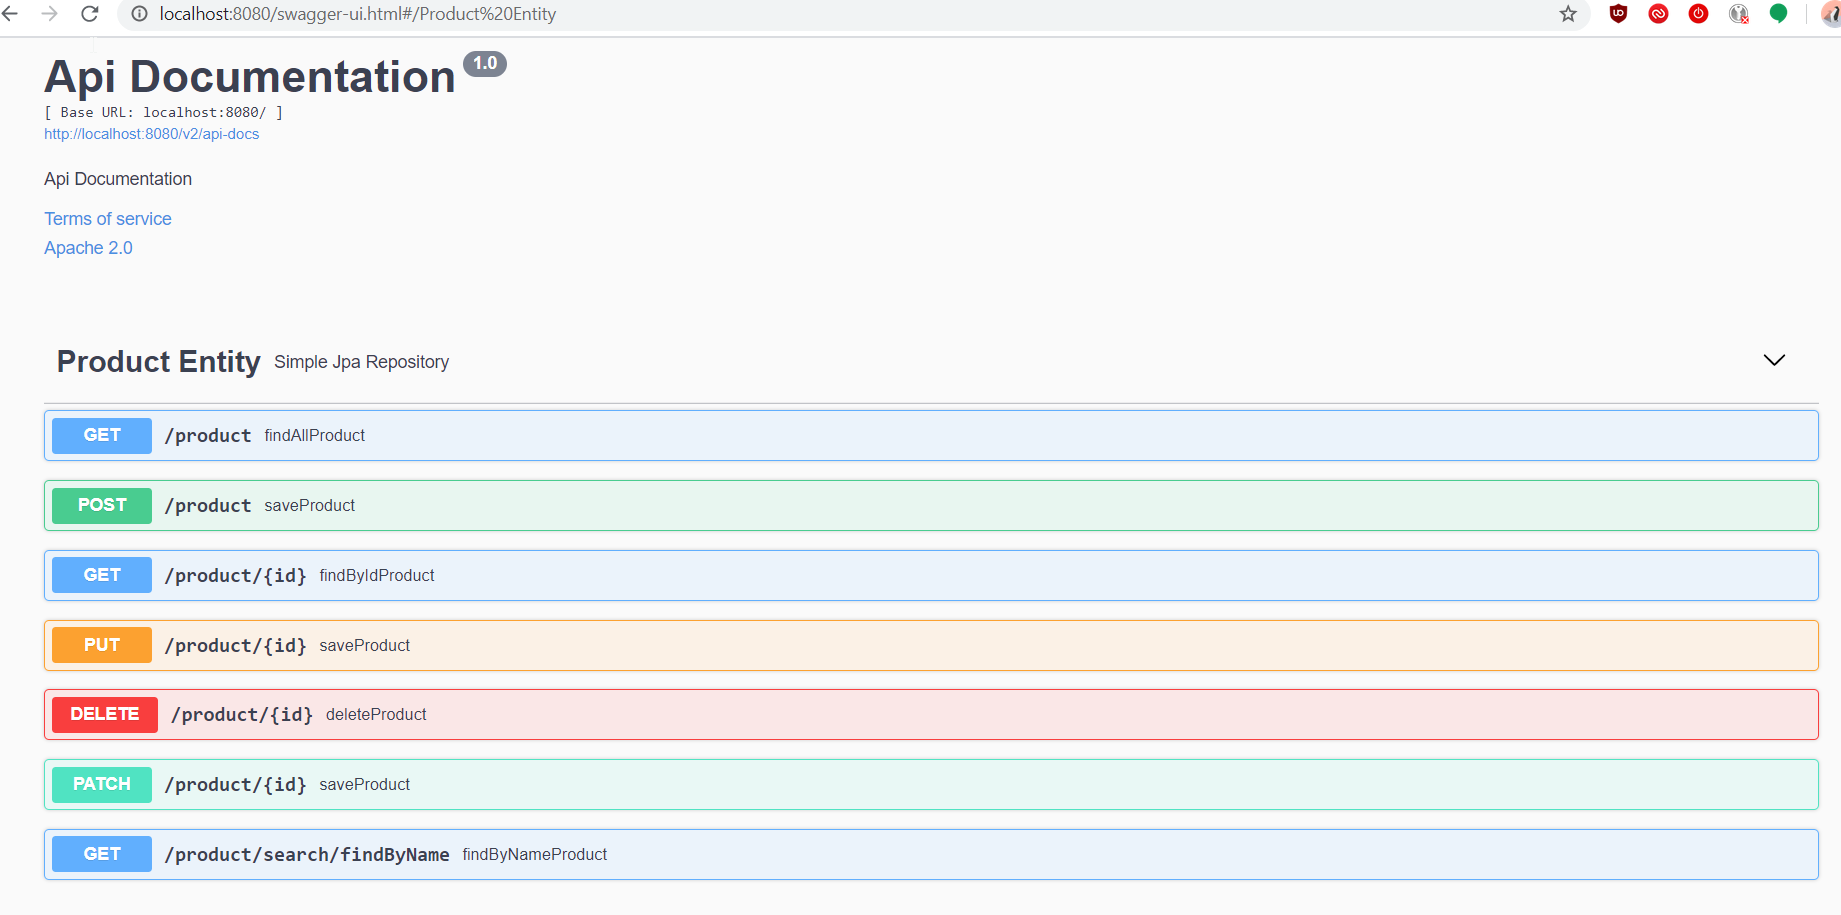 localhost:8080/swagger-ui.html#/Product%20Entity
Api Documentation 1.0
[ Base URL: localhost:8080/ ]
http://localhost:8080/v2/api-docs
Api Documentation
Terms of service
Apache 2.0
Product Entity Simple Jpa Repository
GET /product findAllProduct
POST /product saveProduct
GET /product/{id} findByIdProduct
PUT /product/{id} saveProduct
DELETE /product/{id} deleteProduct
PATCH /product/{id} saveProduct
GET /product/search/findByName findByNameProduct